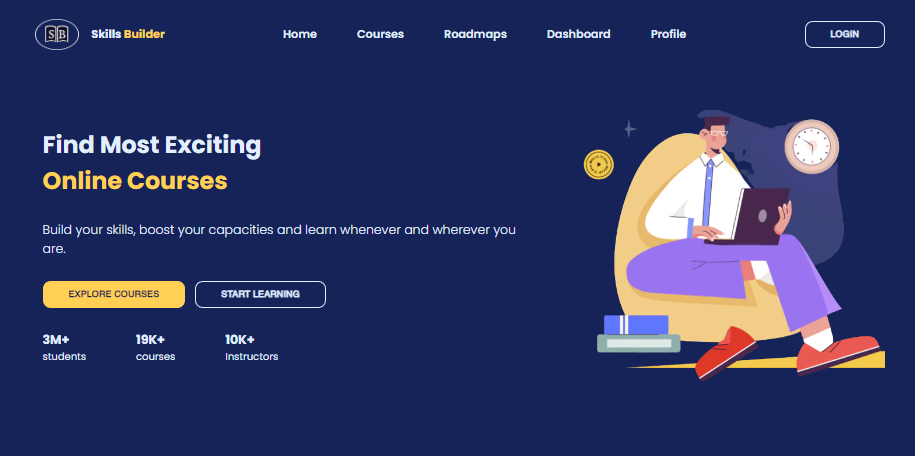 SB
Skills Builder
Home
Courses
Roadmaps
Dashboard
Profile
LOGIN
Find Most Exciting
Online Courses
Build your skills, boost your capacities and learn whenever and wherever you
are.
EXPLORE COURSES
START LEARNING
3M+
19K+
10K+
students
courses
Instructors